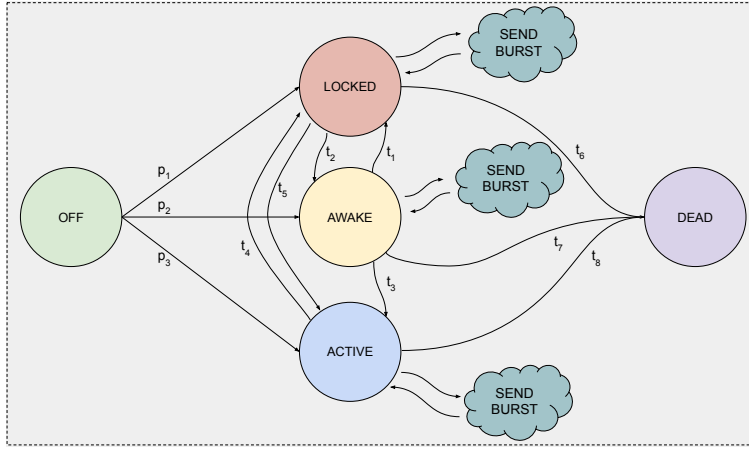 SEND
BURST
LOCKED
p₁
t₂
t₁
t₆
t₅
SEND
BURST
OFF
p₂
AWAKE
DEAD
t₄
t₇
p₃
t₈
t₃
ACTIVE
SEND
BURST